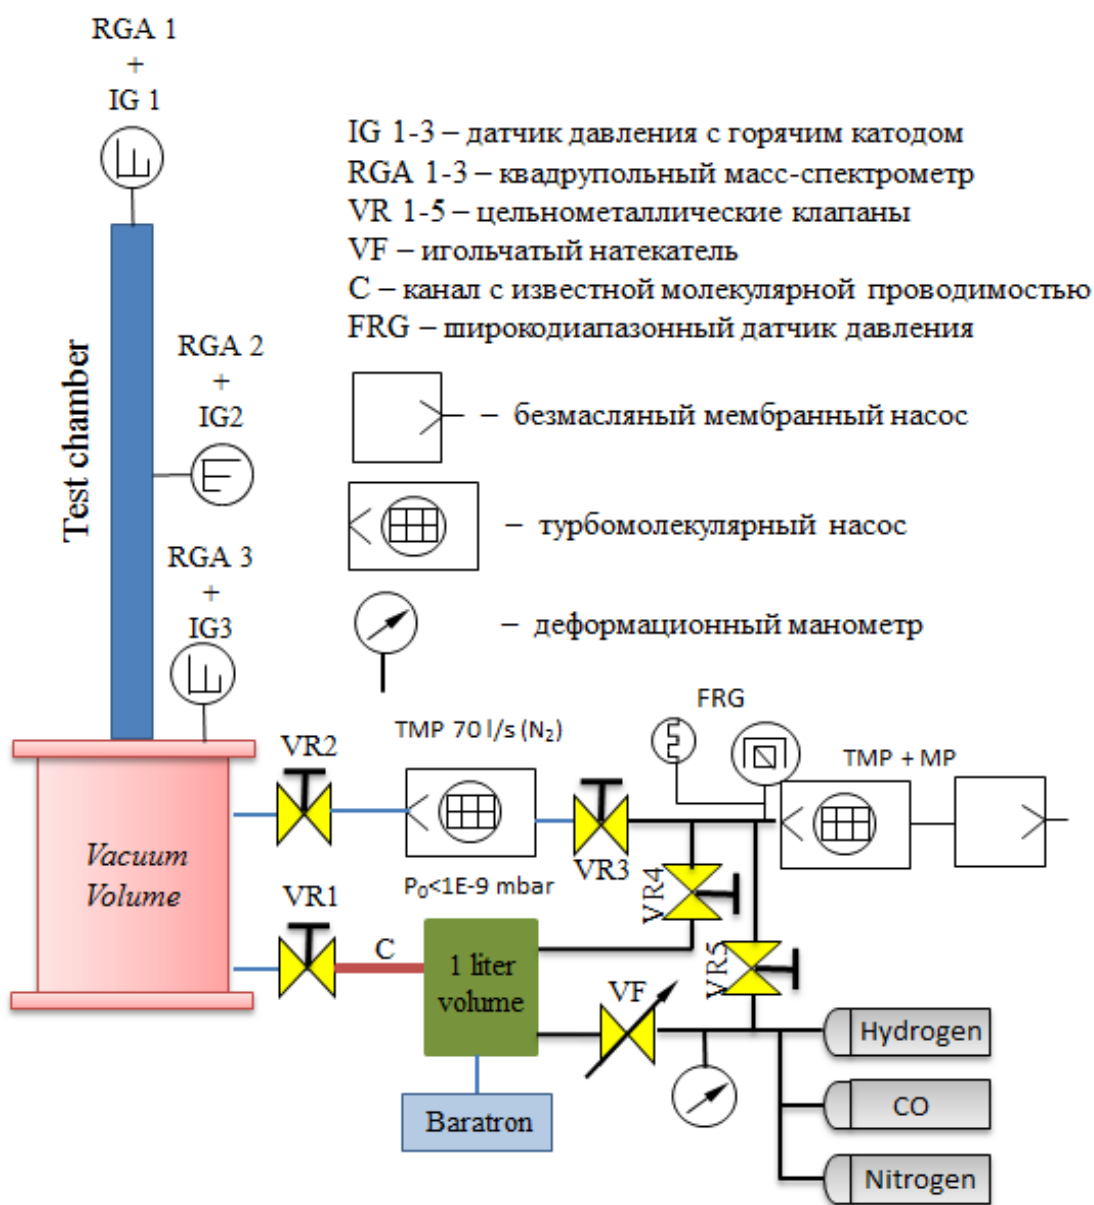 RGA 1
+
IG 1
IG 1-3 – датчик давления с горячим катодом
RGA 1-3 – квадрупольный масс-спектрометр
VR 1-5 – цельнометаллические клапаны
VF – игольчатый натекатель
C – канал с известной молекулярной проводимостью
FRG – широкодиапазонный датчик давления
Test chamber
RGA 2
+
IG2
– безмасляный мембранный насос
– турбомолекулярный насос
RGA 3
+
IG3
– деформационный манометр
FRG
VR2
TMP 70 l/s (N₂)
TMP + MP
Vacuum
Volume
VR3
P₀<1E-9 mbar
VR4
VR1
C
1 liter
volume
VF
VR5
Hydrogen
CO
Baratron
Nitrogen